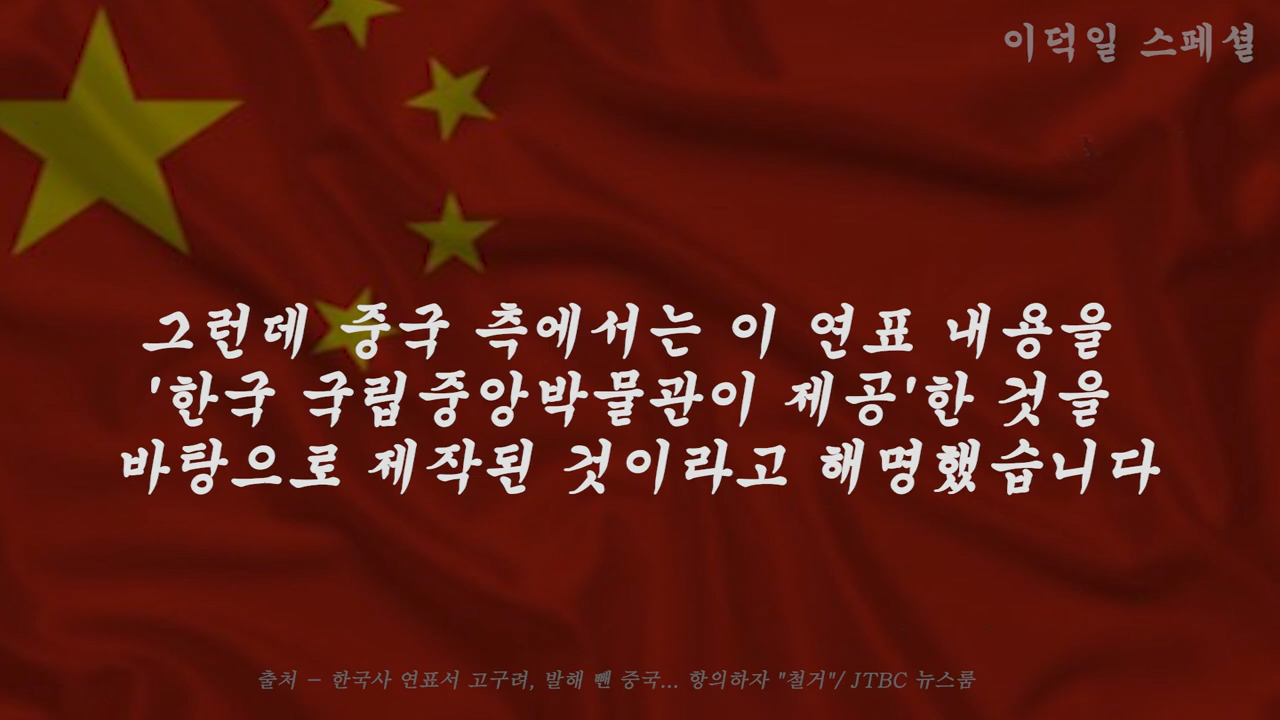 이덕일 스페셜
그런데 중국 측에서는 이 연표 내용을
'한국 국립중앙박물관이 제공'한 것을
바탕으로 제작된 것이라고 해명했습니다
출처 - 한국사 연표서 고구려, 발해 뺀 중국... 항의하자 "철거"/ JTBC 뉴스룸